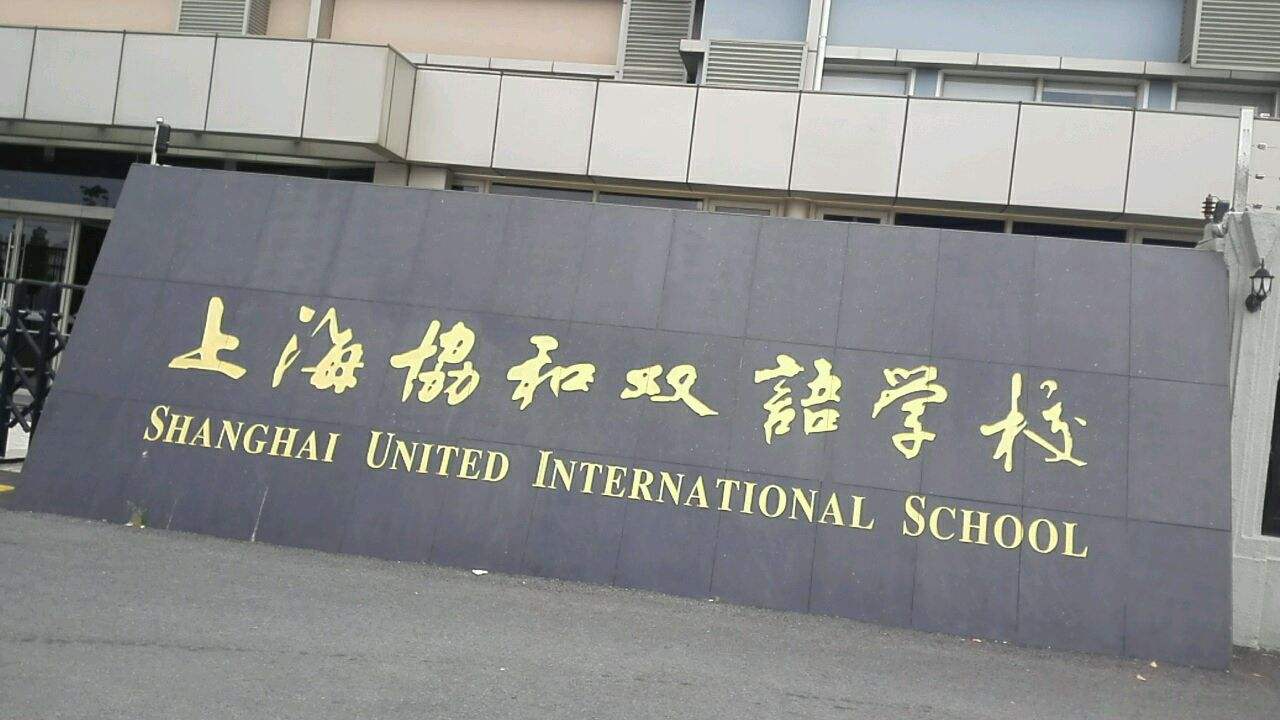 上海協和双語学校
SHANGHAI UNITED INTERNATIONAL SCHOOL